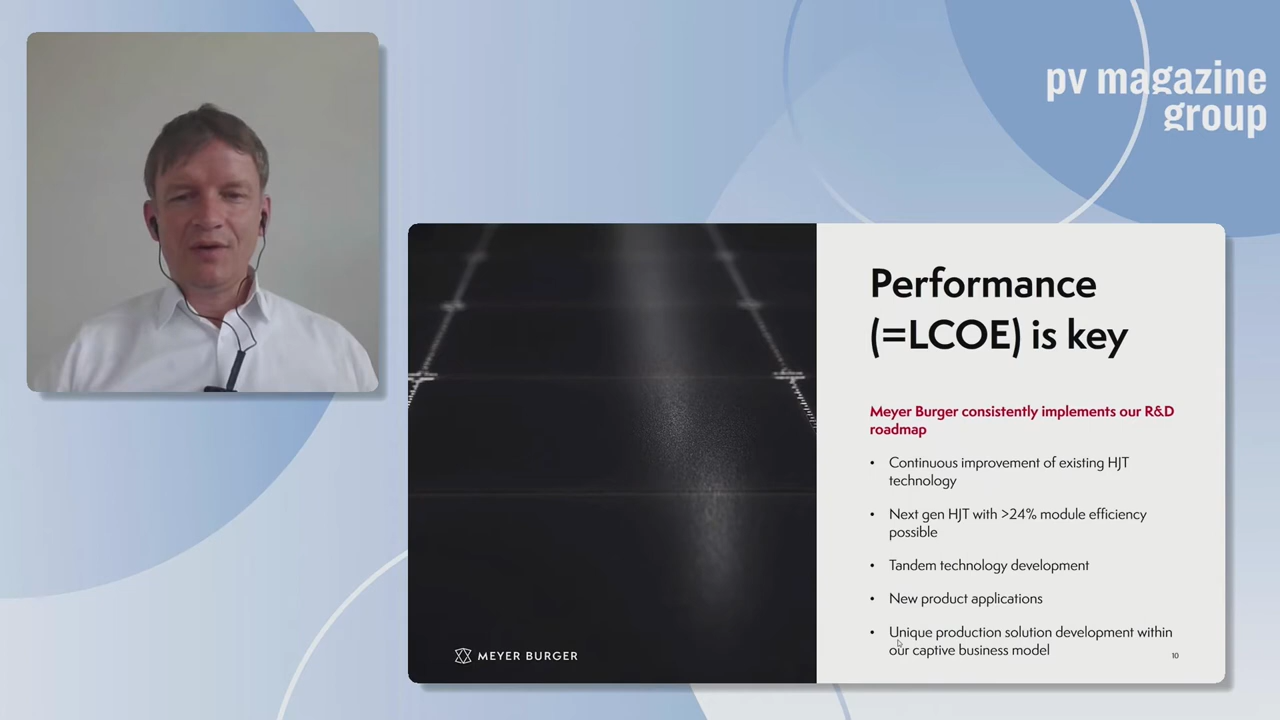 pv magazine
group
Performance
(=LCOE) is key
Meyer Burger consistently implements our R&D
roadmap
• Continuous improvement of existing HJT
technology
• Next gen HJT with >24% module efficiency
possible
• Tandem technology development
• New product applications
• Unique production solution development within
our captive business model
MEYER BURGER
10